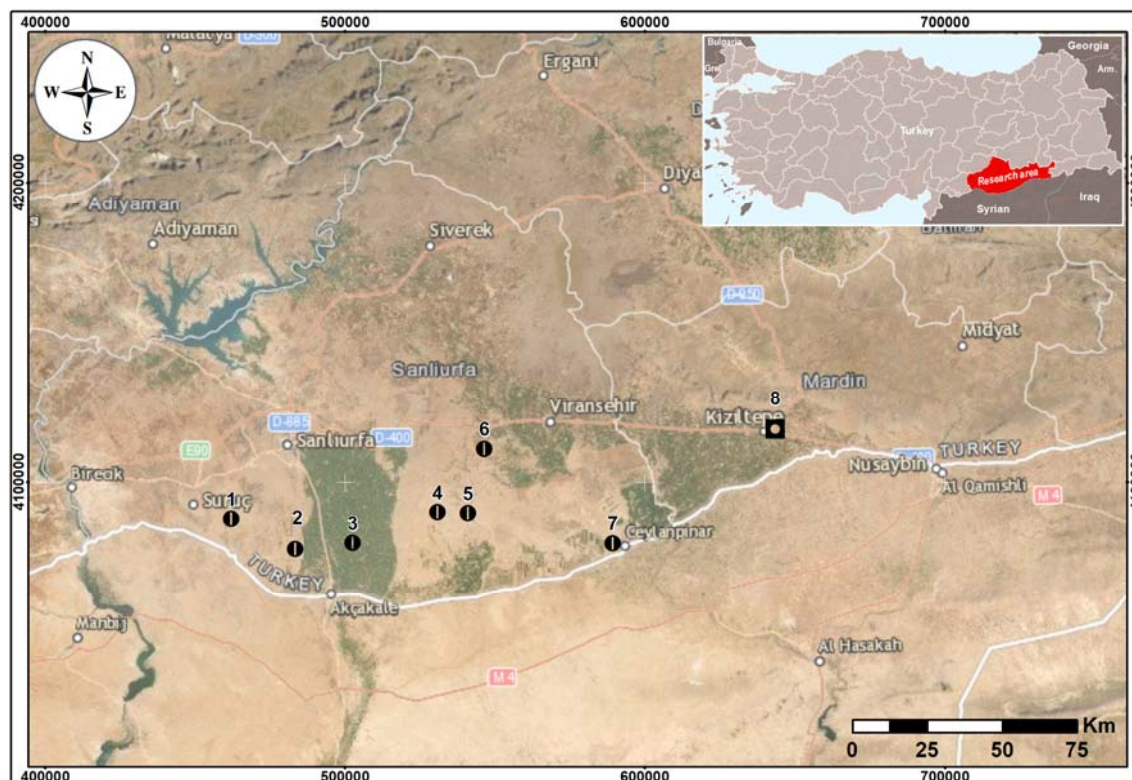 400000 500000 600000 700000
Malatya
D-300
Ergani
N
W E
S
Bulgaria
Georgia
Arm.
Turkey
Research area
Syrian
Iraq
4200000
Adiyaman
Adiyaman
Siverek
Batman
D-950
Midyat
Sanliurfa
Mardin
8
Viransehir
Kiziltepe
6
D-885
D-400
Sanliurfa
E90
TURKEY
Nusaybin
Al Qamishli
M 4
4100000
4100000
Birecik
Suruç
1
2
3
4
5
7
Ceylanpinar
TURKEY
Akçakale
Manbij
Al Hasakah
M 4
Km
0 25 50 75
400000 500000 600000 700000